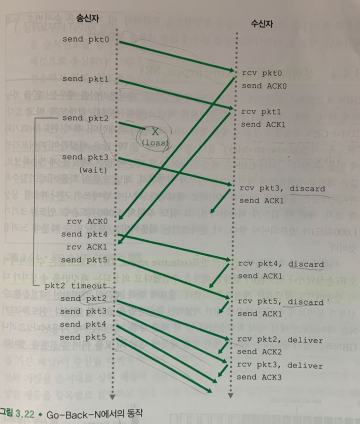 송신자
수신자
send pkt0
send pkt1
send pkt2
X
(loss)
send pkt3
(wait)
rcv ACK0
send pkt4
rcv ACK1
send pkt5
pkt2 timeout
send pkt2
send pkt3
send pkt4
send pkt5
rcv pkt0
send ACK0
rcv pkt1
send ACK1
rcv pkt3, discard
send ACK1
rcv pkt4, discard
send ACK1
rcv pkt5, discard
send ACK1
rcv pkt2, deliver
send ACK2
rcv pkt3, deliver
send ACK3
그림 3.22 ◆ Go-Back-N에서의 동작